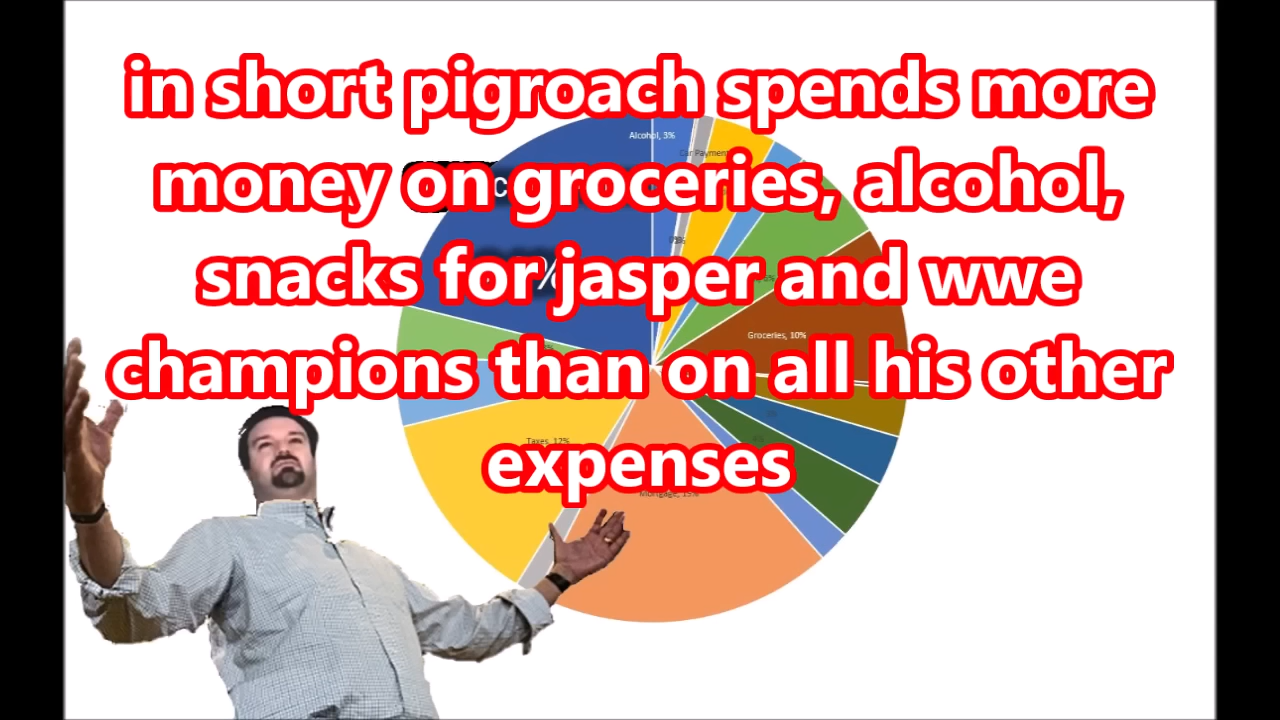 in short pigroach spends more
Alcohol, 3%
money on groceries, alcohol,
snacks for jasper and wwe
Groceries, 10%
champions than on all his other
Taxes, 12%
expenses
Mortgage, 15%